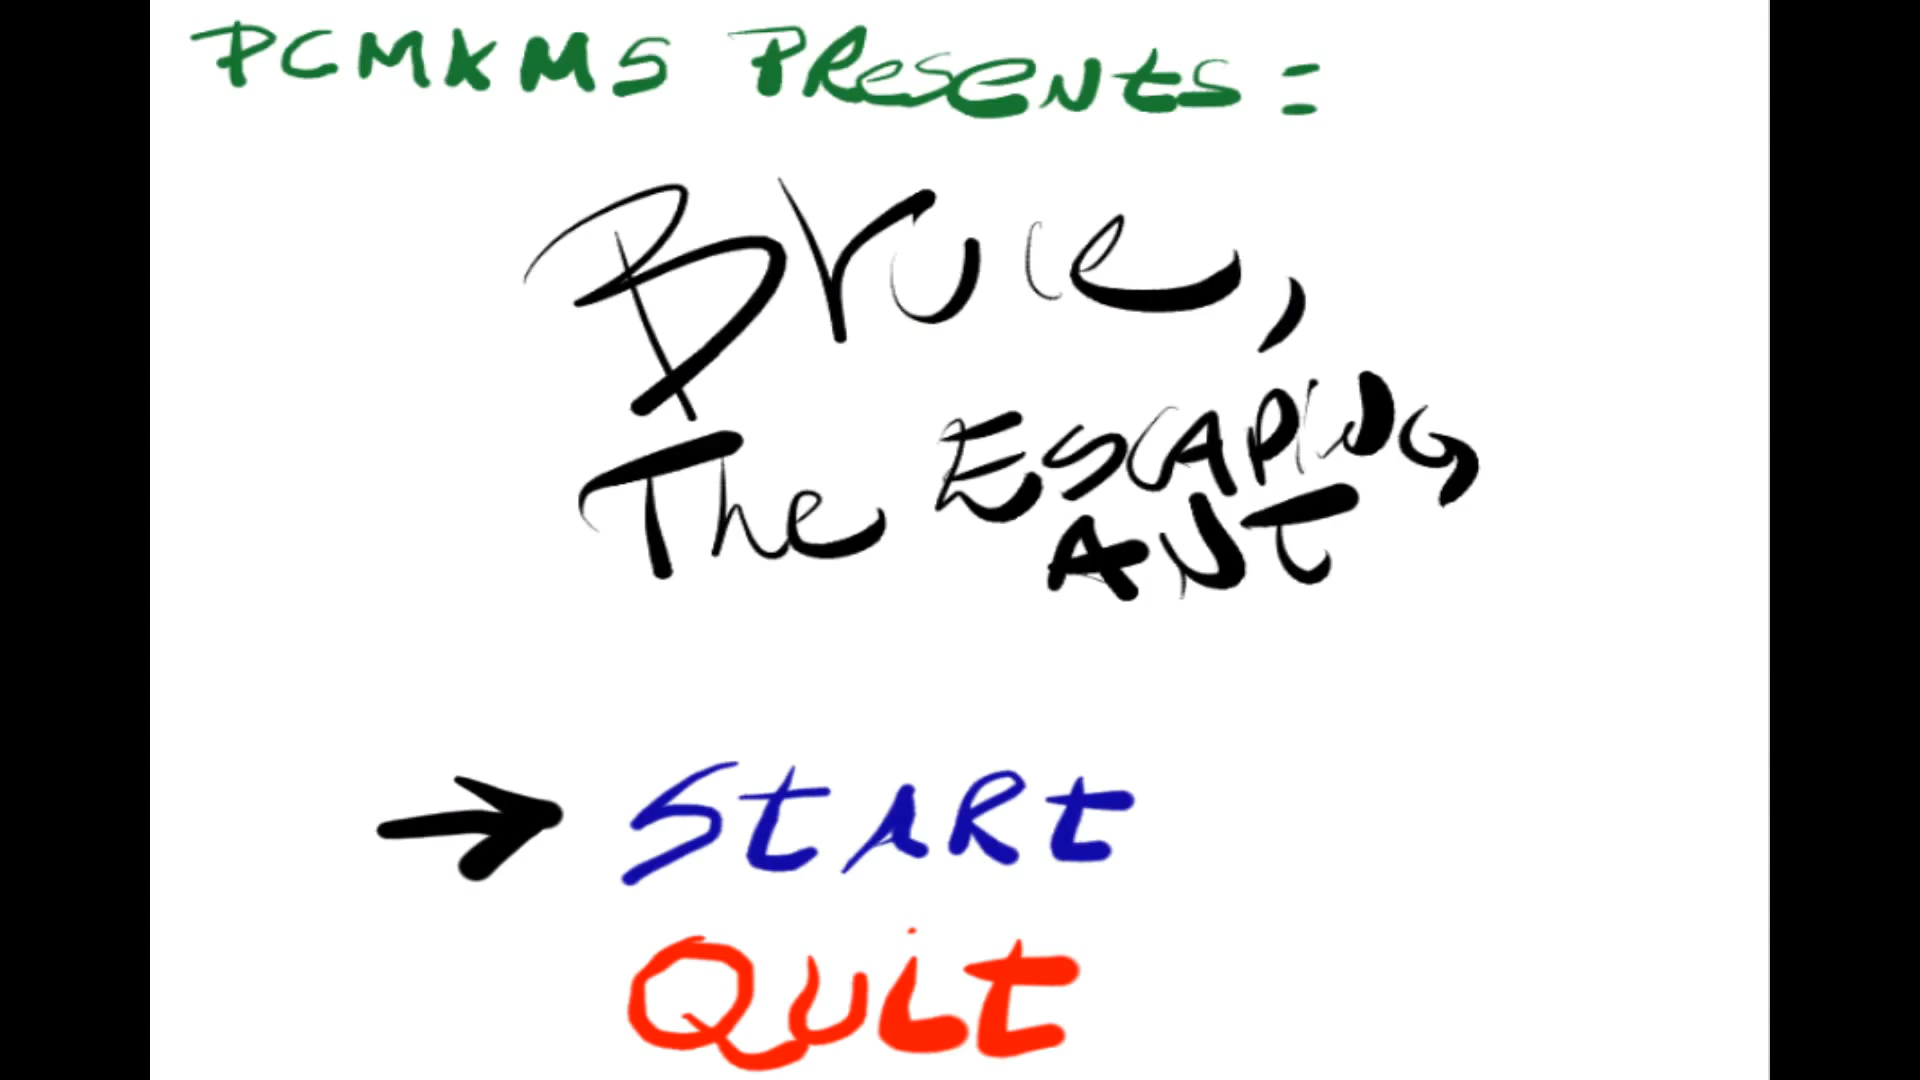 PCMKMS PRESENTS:
Bruce,
The ESCAPING
ANT
→ START
QUIT